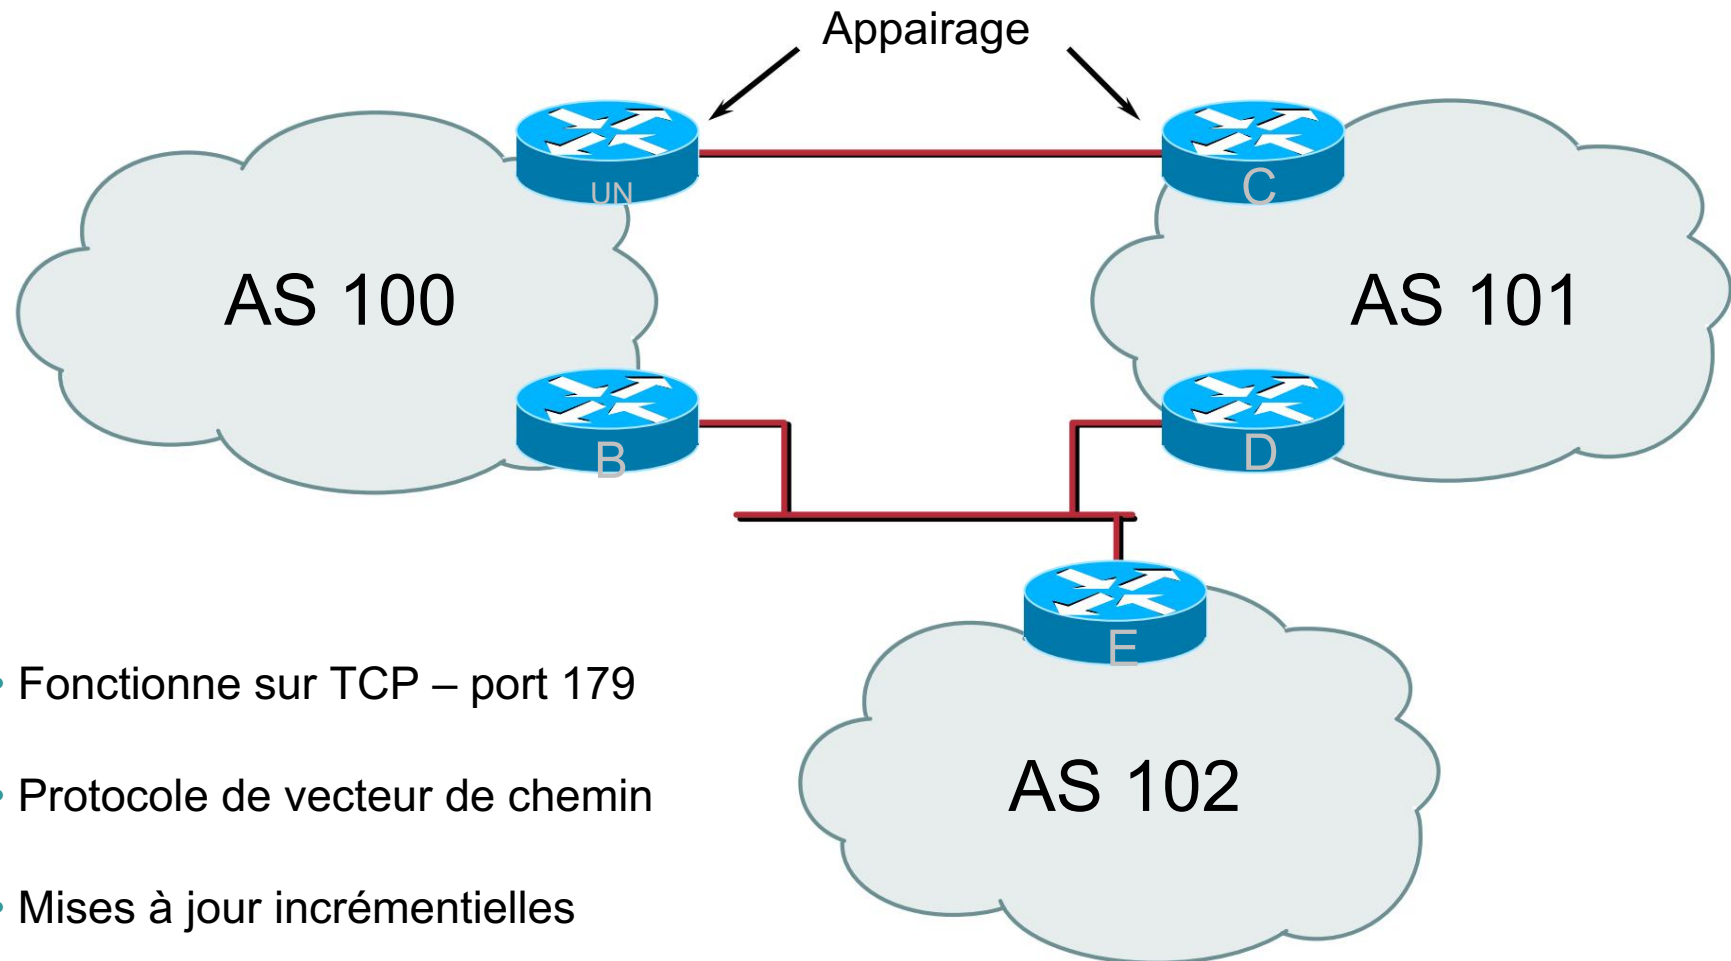 Appairage
UN
C
AS 100
AS 101
B
D
E
• Fonctionne sur TCP – port 179
AS 102
• Protocole de vecteur de chemin
• Mises à jour incrémentielles